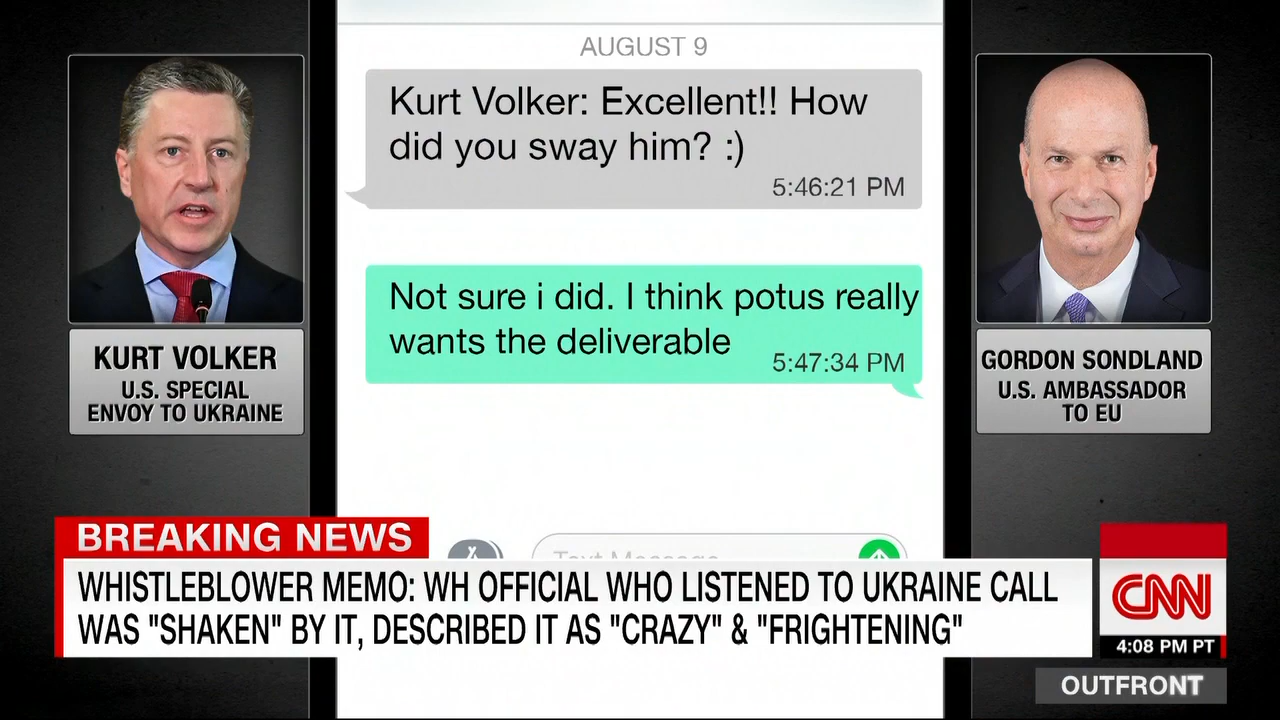 AUGUST 9
Kurt Volker: Excellent!! How
did you sway him? :)
5:46:21 PM
Not sure i did. I think potus really
wants the deliverable
5:47:34 PM
KURT VOLKER
U.S. SPECIAL
ENVOY TO UKRAINE
GORDON SONDLAND
U.S. AMBASSADOR
TO EU
Text Message
BREAKING NEWS
WHISTLEBLOWER MEMO: WH OFFICIAL WHO LISTENED TO UKRAINE CALL
WAS "SHAKEN" BY IT, DESCRIBED IT AS "CRAZY" & "FRIGHTENING"
CNN
4:08 PM PT
OUTFRONT